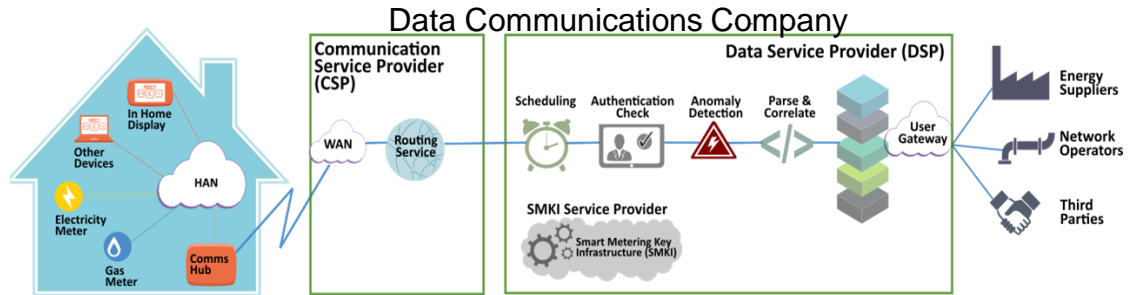 Data Communications Company
Communication
Service Provider
(CSP)
Data Service Provider (DSP)
In Home
Display
Other
Devices
HAN
Electricity
Meter
Gas
Meter
Comms
Hub
WAN
Routing
Service
Scheduling
Authentication
Check
Anomaly
Detection
Parse &
Correlate
</>
User
Gateway
Energy
Suppliers
Network
Operators
Third
Parties
SMKI Service Provider
Smart Metering Key
Infrastructure (SMKI)